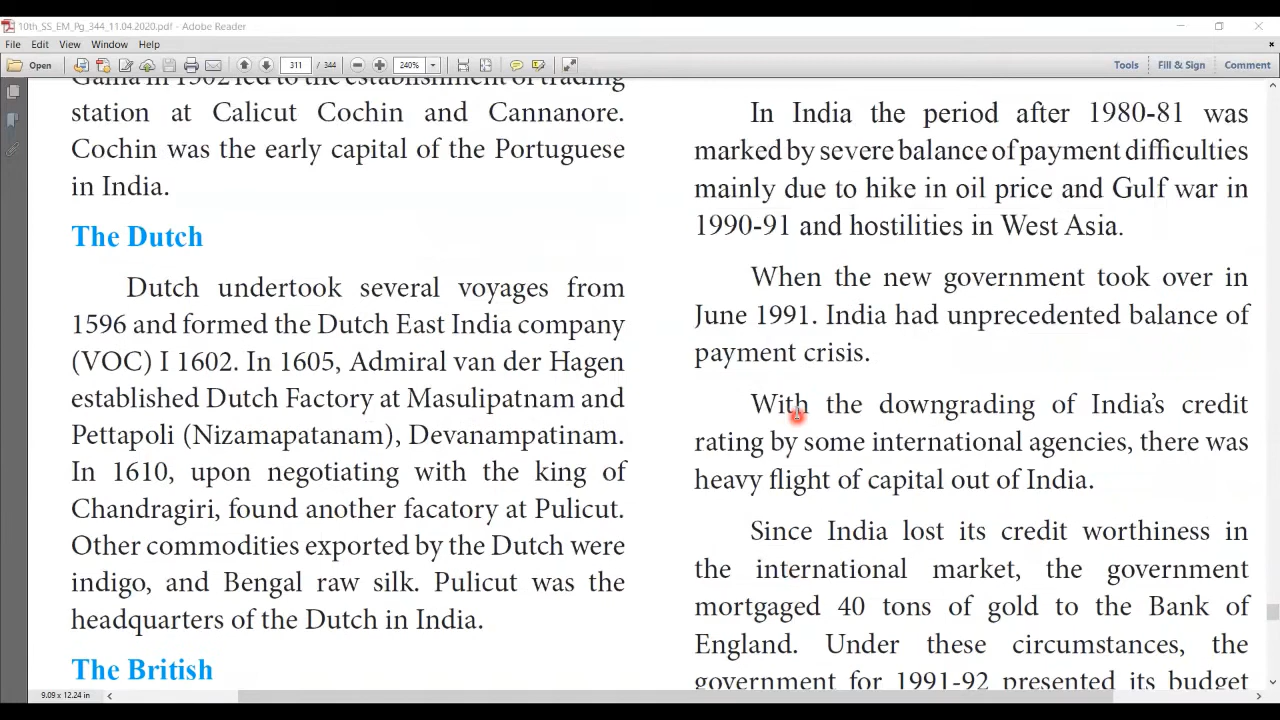 10th_SS_EM_Pg_344_11.04.2020.pdf - Adobe Reader
File Edit View Window Help
Open 311 / 344 240% Tools Fill & Sign Comment
Gama in 1502 led to the establishment of trading
station at Calicut Cochin and Cannanore.
Cochin was the early capital of the Portuguese
in India.
The Dutch
Dutch undertook several voyages from
1596 and formed the Dutch East India company
(VOC) I 1602. In 1605, Admiral van der Hagen
established Dutch Factory at Masulipatnam and
Pettapoli (Nizamapatanam), Devanampatinam.
In 1610, upon negotiating with the king of
Chandragiri, found another facatory at Pulicut.
Other commodities exported by the Dutch were
indigo, and Bengal raw silk. Pulicut was the
headquarters of the Dutch in India.
The British
In India the period after 1980-81 was
marked by severe balance of payment difficulties
mainly due to hike in oil price and Gulf war in
1990-91 and hostilities in West Asia.
When the new government took over in
June 1991. India had unprecedented balance of
payment crisis.
With the downgrading of India's credit
rating by some international agencies, there was
heavy flight of capital out of India.
Since India lost its credit worthiness in
the international market, the government
mortgaged 40 tons of gold to the Bank of
England. Under these circumstances, the
government for 1991-92 presented its budget
9.09 x 12.24 in